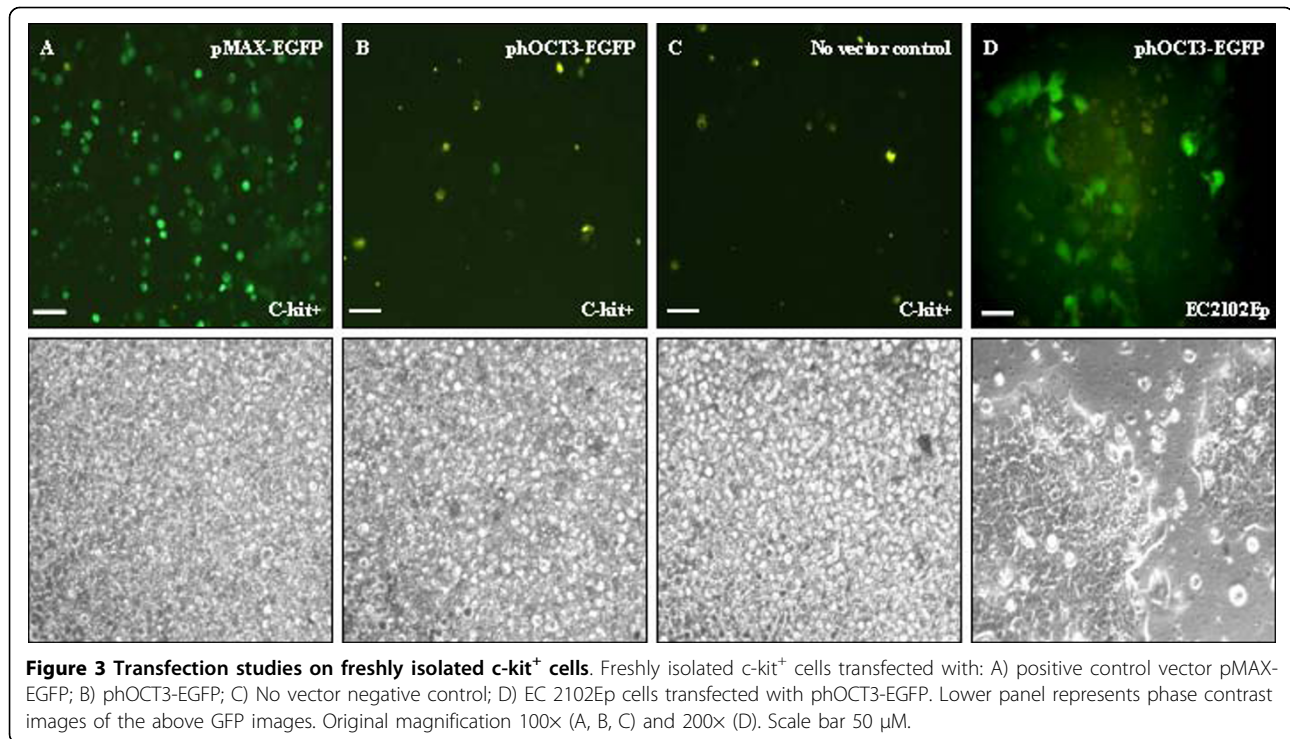 A pMAX-EGFP
C-kit+
B phOCT3-EGFP
C-kit+
C No vector control
C-kit+
D phOCT3-EGFP
EC2102Ep
Figure 3 Transfection studies on freshly isolated c-kit⁺ cells. Freshly isolated c-kit⁺ cells transfected with: A) positive control vector pMAX-
EGFP; B) phOCT3-EGFP; C) No vector negative control; D) EC 2102Ep cells transfected with phOCT3-EGFP. Lower panel represents phase contrast
images of the above GFP images. Original magnification 100× (A, B, C) and 200× (D). Scale bar 50 μM.